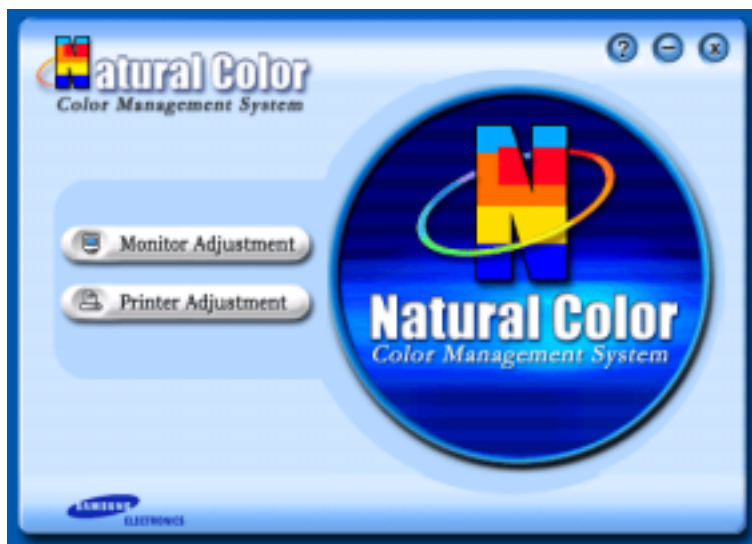 Natural Color
Color Management System
? – x
Monitor Adjustment
Printer Adjustment
N
Natural Color
Color Management System
SAMSUNG
ELECTRONICS